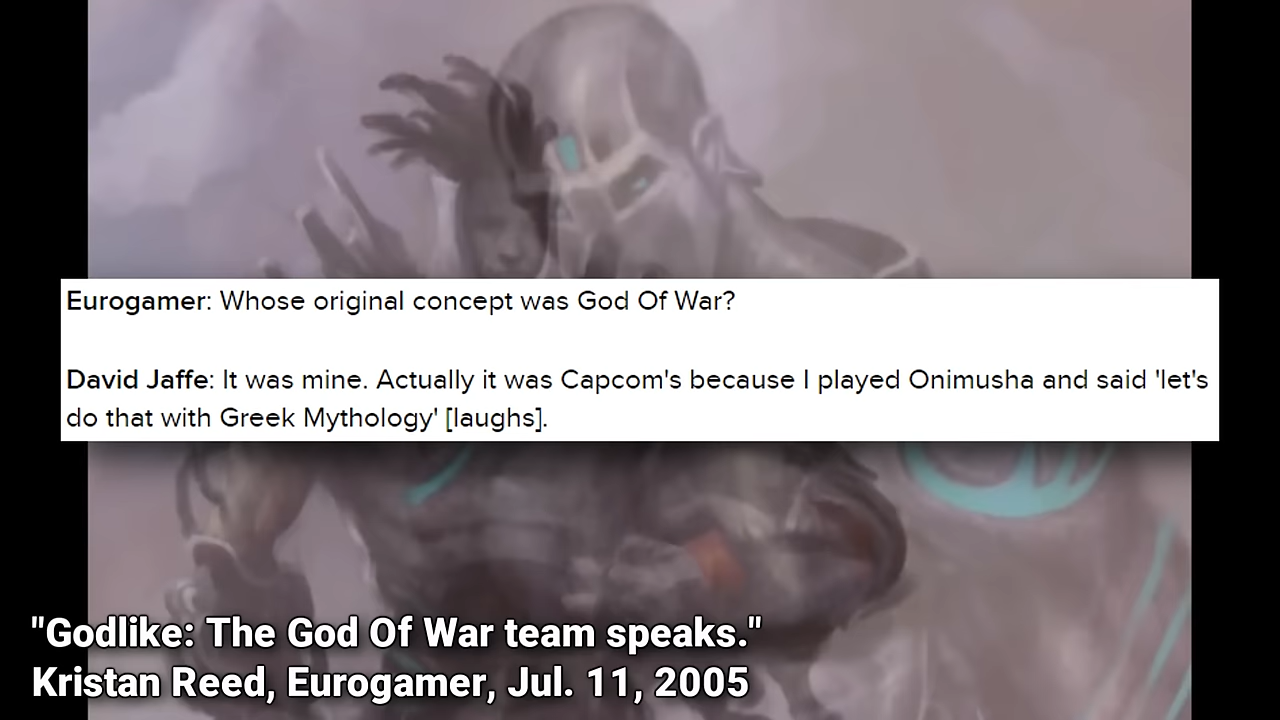 Eurogamer: Whose original concept was God Of War?
David Jaffe: It was mine. Actually it was Capcom's because I played Onimusha and said 'let's
do that with Greek Mythology' [laughs].
"Godlike: The God Of War team speaks."
Kristan Reed, Eurogamer, Jul. 11, 2005